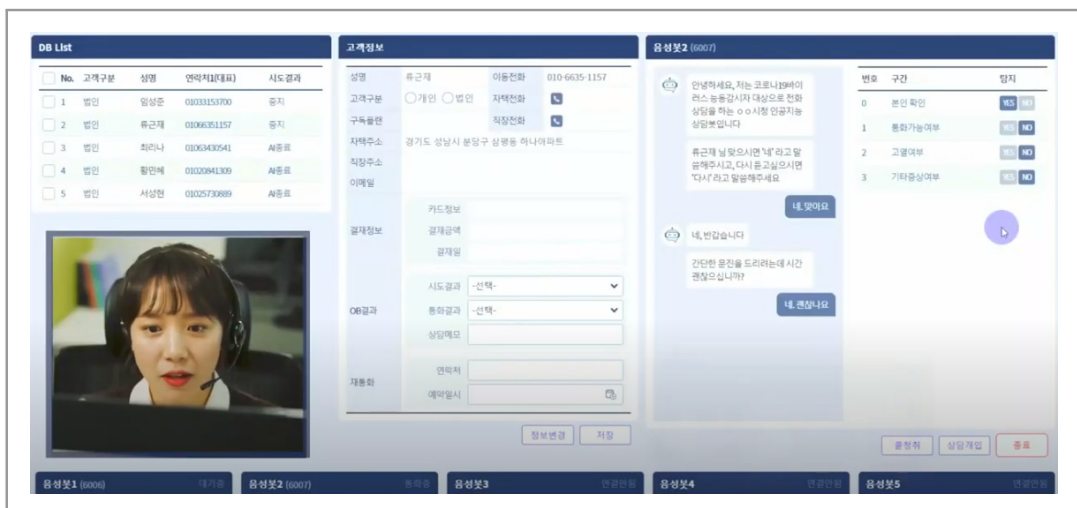 DB List
No. 고객구분 성명 연락처1(대표) 시도결과
1 법인 임성준 01033153700 중지
2 법인 류근재 01066351157 중지
3 법인 최리나 01063430541 AI종료
4 법인 황민혜 01020841309 AI종료
5 법인 서성현 01025730889 AI종료
고객정보
성명 류근재 이동전화 010-6635-1157
고객구분 개인 법인 자택전화
구독플랜 직장전화
자택주소 경기도 성남시 분당구 삼평동 하나아파트
직장주소
이메일
결재정보
카드정보
결재금액
결재일
OB결과
시도결과 -선택-
통화결과 -선택-
상담메모
재통화
연락처
예약일시
정보변경 저장
음성봇2 (6007)
안녕하세요, 저는 코로나19바이
러스 능동감시자 대상으로 전화
상담을 하는 ㅇㅇ시청 인공지능
상담봇입니다
류근재 님 맞으시면 '네' 라고 말
씀해주시고, 다시 듣고싶으시면
'다시' 라고 말씀해주세요
네, 맞아요
네, 반갑습니다
간단한 문진을 드리려는데 시간
괜찮으십니까?
네, 괜찮나요
번호 구간 탐지
0 본인 확인 YES NO
1 통화가능여부 YES NO
2 고열여부 YES NO
3 기타증상여부 YES NO
콜청취 상담개입 종료
음성봇1 (6006) 대기중
음성봇2 (6007) 통화중
음성봇3 연결안됨
음성봇4 연결안됨
음성봇5 연결안됨